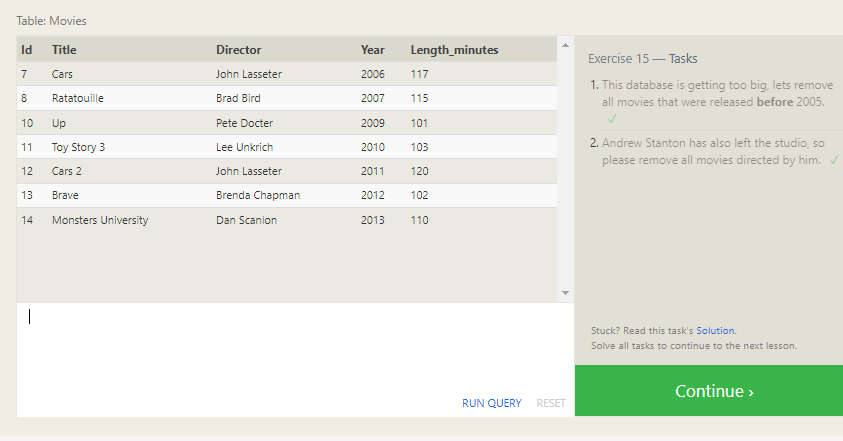 Table: Movies
Id Title Director Year Length_minutes
7 Cars John Lasseter 2006 117
8 Ratatouille Brad Bird 2007 115
10 Up Pete Docter 2009 101
11 Toy Story 3 Lee Unkrich 2010 103
12 Cars 2 John Lasseter 2011 120
13 Brave Brenda Chapman 2012 102
14 Monsters University Dan Scanlon 2013 110
RUN QUERY RESET
Exercise 15 — Tasks
1. This database is getting too big, lets remove
all movies that were released before 2005.
✓
2. Andrew Stanton has also left the studio, so
please remove all movies directed by him. ✓
Stuck? Read this task's Solution.
Solve all tasks to continue to the next lesson.
Continue ›